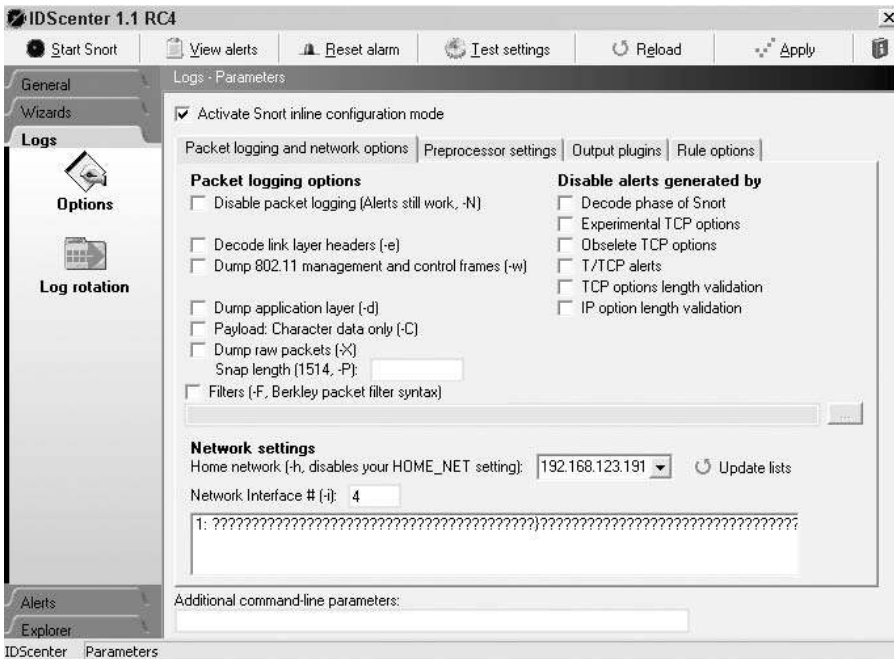 IDScenter 1.1 RC4
Start Snort View alerts Reset alarm Test settings Reload Apply
General
Wizards
Logs
Options
Log rotation
Logs - Parameters
Activate Snort inline configuration mode
Packet logging and network options Preprocessor settings Output plugins Rule options
Packet logging options
Disable packet logging (Alerts still work, -N)
Decode link layer headers (-e)
Dump 802.11 management and control frames (-w)
Dump application layer (-d)
Payload: Character data only (-C)
Dump raw packets (-X)
Snap length (1514, -P):
Filters (-F, Berkley packet filter syntax)
...
Disable alerts generated by
Decode phase of Snort
Experimental TCP options
Obselete TCP options
T/TCP alerts
TCP options length validation
IP option length validation
Network settings
Home network (-h, disables your HOME_NET setting): 192.168.123.191 Update lists
Network Interface # (-i): 4
1: ?????????????????????????????????????????}?????????????????????????????????
Additional command-line parameters:
Alerts
Explorer
IDScenter Parameters